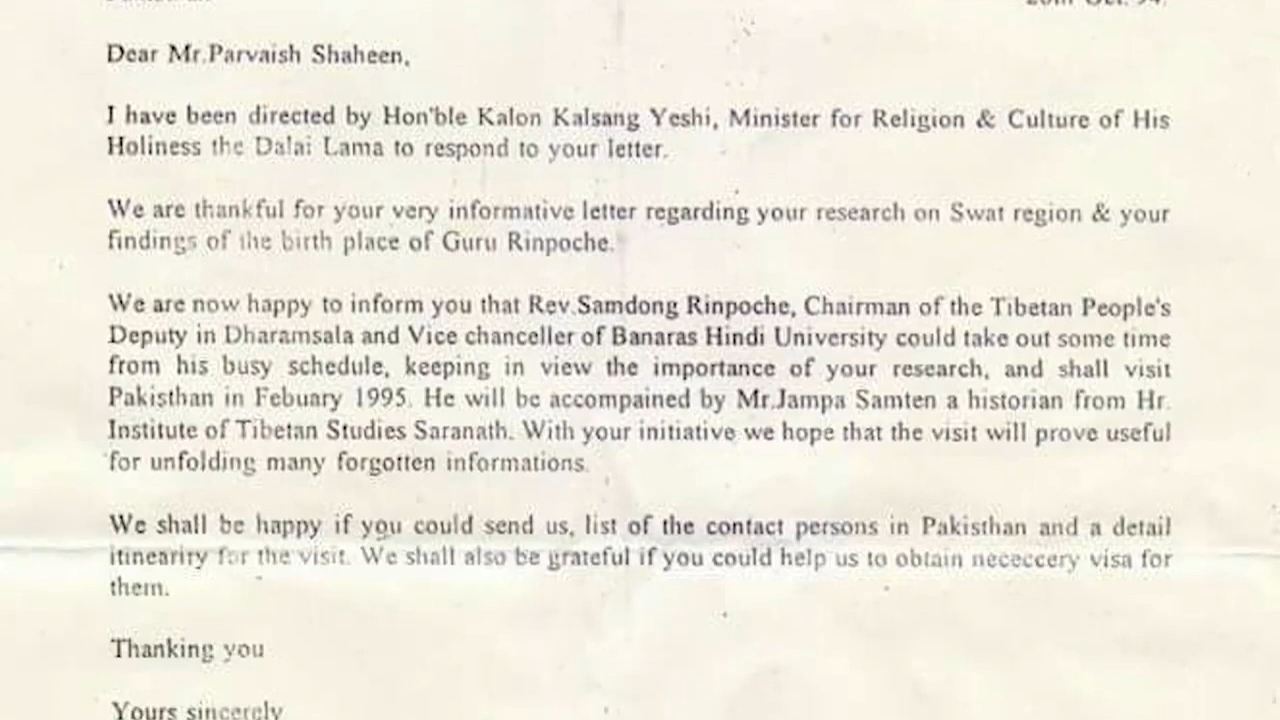 Dear Mr.Parvaish Shaheen,
I have been directed by Hon'ble Kalon Kalsang Yeshi, Minister for Religion & Culture of His
Holiness the Dalai Lama to respond to your letter.
We are thankful for your very informative letter regarding your research on Swat region & your
findings of the birth place of Guru Rinpoche.
We are now happy to inform you that Rev.Samdong Rinpoche, Chairman of the Tibetan People's
Deputy in Dharamsala and Vice chanceller of Banaras Hindi University could take out some time
from his busy schedule, keeping in view the importance of your research, and shall visit
Pakisthan in Febuary 1995. He will be accompained by Mr.Jampa Samten a historian from Hr.
Institute of Tibetan Studies Saranath. With your initiative we hope that the visit will prove useful
for unfolding many forgotten informations.
We shall be happy if you could send us, list of the contact persons in Pakisthan and a detail
itinearity for the visit. We shall also be grateful if you could help us to obtain nececcery visa for
them.
Thanking you
Yours sincerely